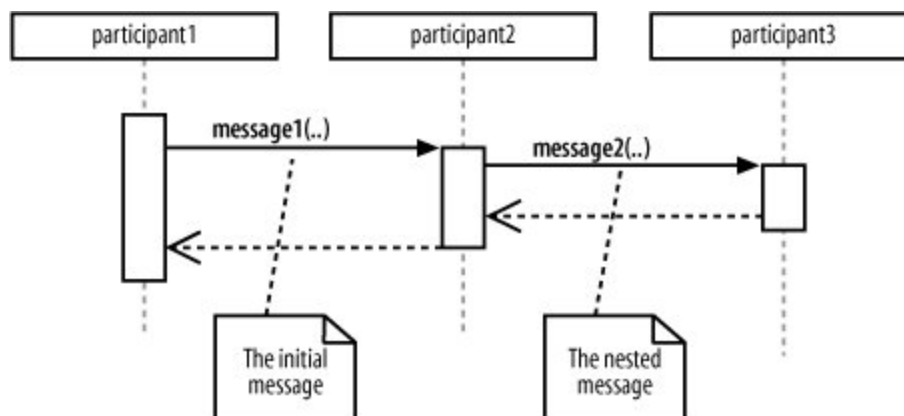 participant1
participant2
participant3
message1(..)
message2(..)
The initial
message
The nested
message